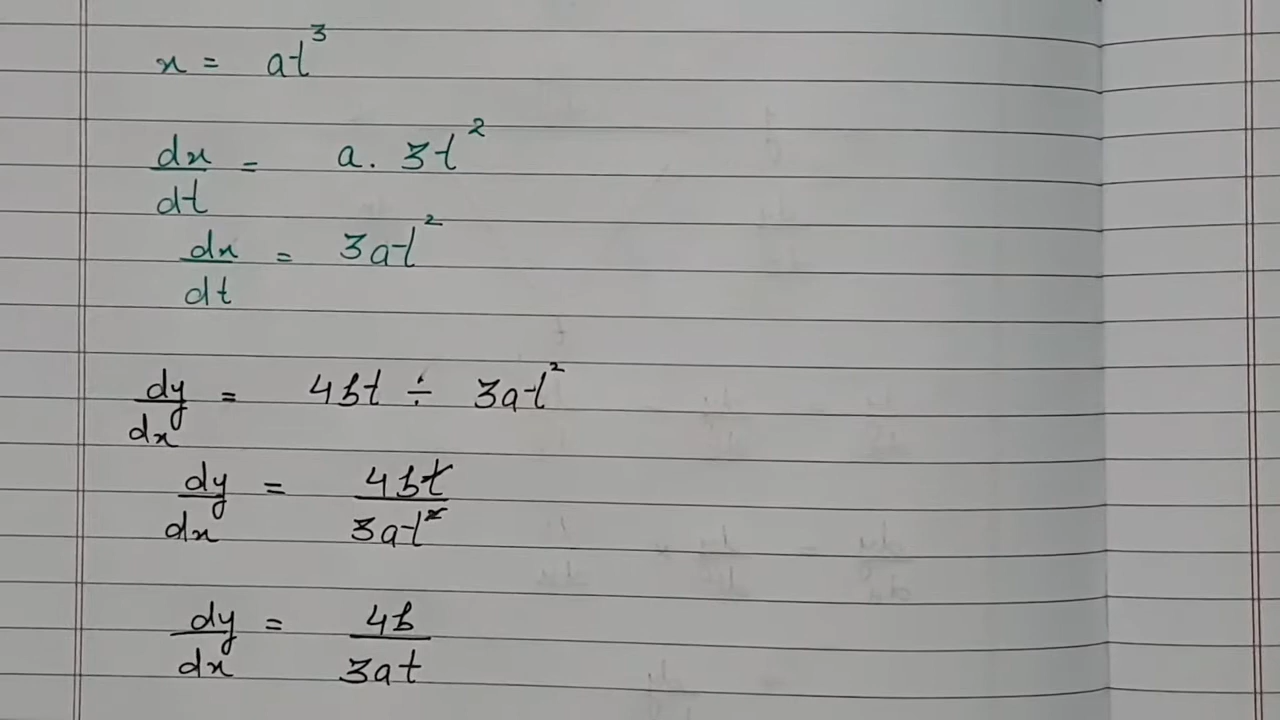 x = at³
dx/dt = a . 3t²
dx/dt = 3at²
dy/dx = 4bt ÷ 3at²
dy/dx = 4bt/3at²
dy/dx = 4b/3at